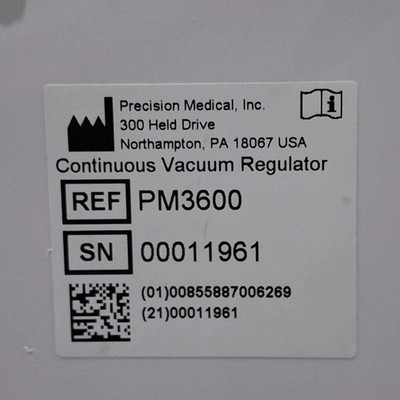 Precision Medical, Inc.
300 Held Drive
Northampton, PA 18067 USA
Continuous Vacuum Regulator
REF PM3600
SN 00011961
(01)00855887006269
(21)00011961